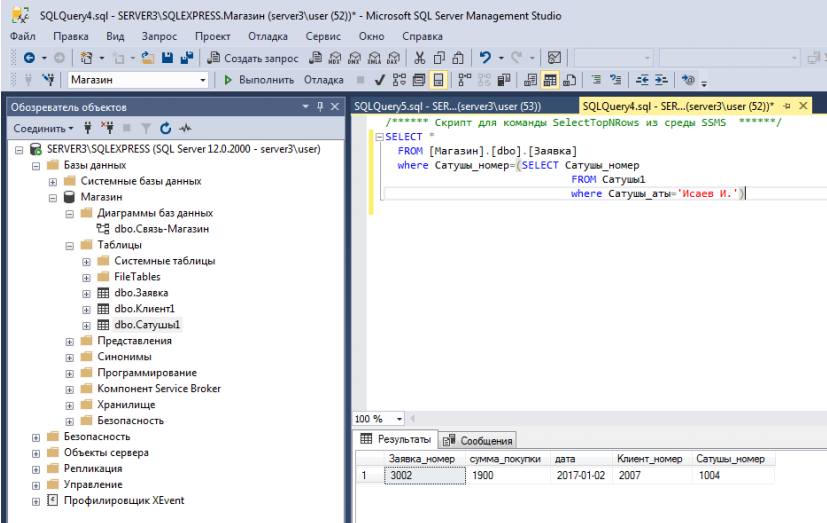 SQLQuery4.sql - SERVER3\SQLEXPRESS.Магазин (server3\user (52))* - Microsoft SQL Server Management Studio
Файл Правка Вид Запрос Проект Отладка Сервис Окно Справка
Создать запрос
Магазин Выполнить Отладка
Обозреватель объектов
Соединить
SERVER3\SQLEXPRESS (SQL Server 12.0.2000 - server3\user)
Базы данных
Системные базы данных
Магазин
Диаграммы баз данных
dbo.Связь-Магазин
Таблицы
Системные таблицы
FileTables
dbo.Заявка
dbo.Клиент1
dbo.Сатушы1
Представления
Синонимы
Программирование
Компонент Service Broker
Хранилище
Безопасность
Безопасность
Объекты сервера
Репликация
Управление
Профилировщик XEvent
SQLQuery5.sql - SER...(server3\user (53)) SQLQuery4.sql - SER...(server3\user (52))*
/****** Скрипт для команды SelectTopNRows из среды SSMS ******/
SELECT *
FROM [Магазин].[dbo].[Заявка]
where Сатушы_номер=(SELECT Сатушы_номер
FROM Сатушы1
where Сатушы_аты='Исаев И.')
100 %
Результаты Сообщения
Заявка_номер сумма_покупки дата Клиент_номер Сатушы_номер
1 3002 1900 2017-01-02 2007 1004